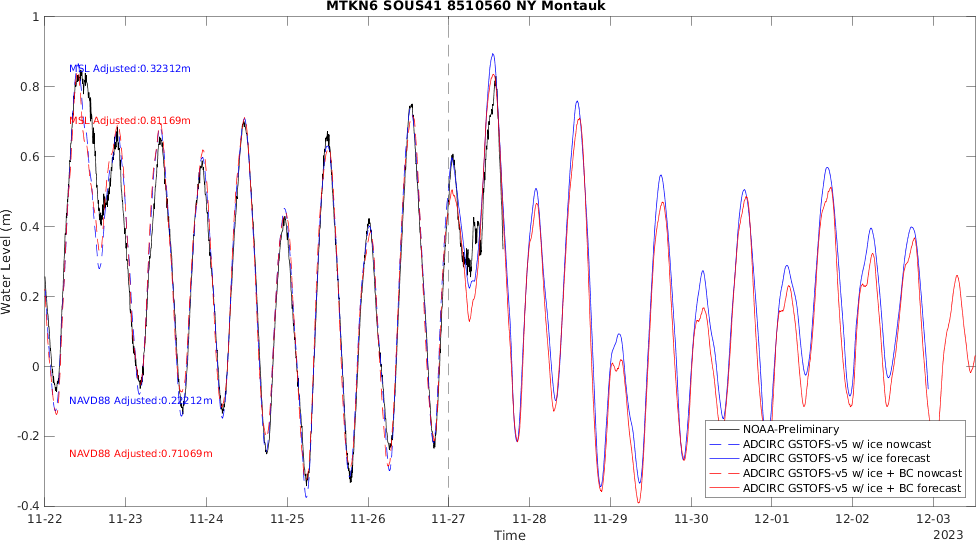 MTKN6 SOUS41 8510560 NY Montauk
1
0.8
0.6
0.4
0.2
0
-0.2
-0.4
Water Level (m)
MSL Adjusted:0.32312m
MSL Adjusted:0.81169m
NAVD88 Adjusted:0.22212m
NAVD88 Adjusted:0.71069m
NOAA-Preliminary
ADCIRC GSTOFS-v5 w/ ice nowcast
ADCIRC GSTOFS-v5 w/ ice forecast
ADCIRC GSTOFS-v5 w/ ice + BC nowcast
ADCIRC GSTOFS-v5 w/ ice + BC forecast
11-22 11-23 11-24 11-25 11-26 11-27 11-28 11-29 11-30 12-01 12-02 12-03
Time
2023